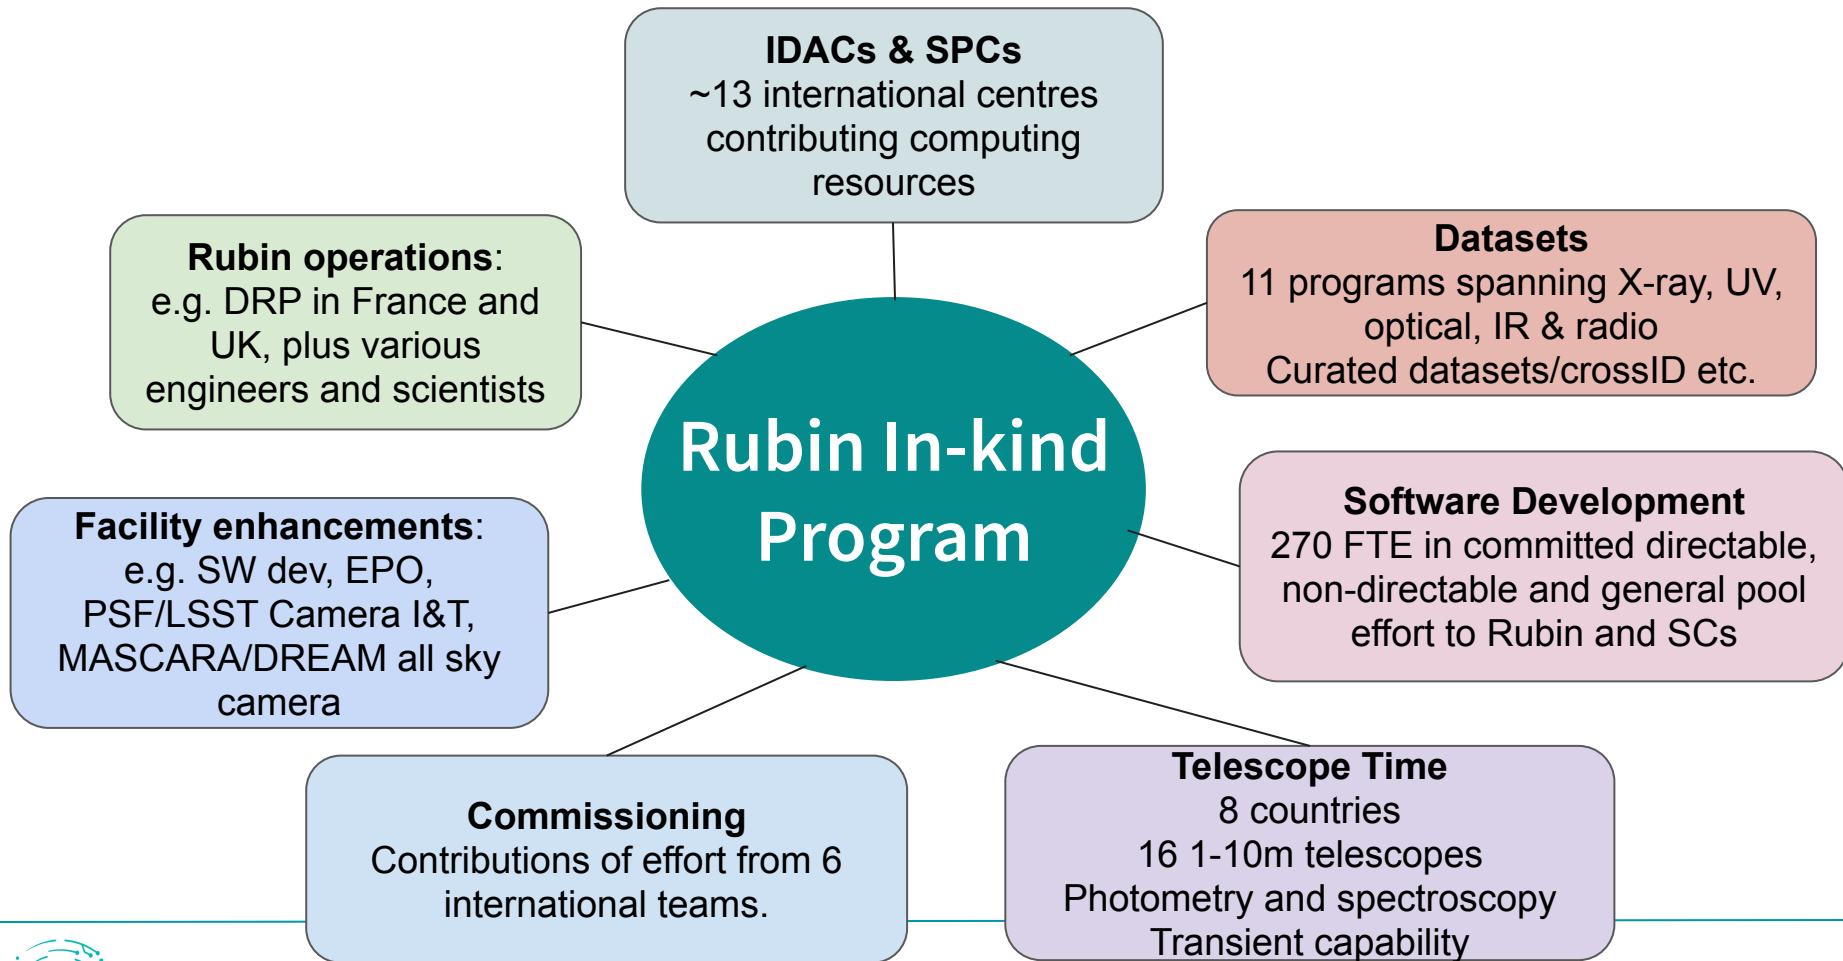 IDACs & SPCs
~13 international centres
contributing computing
resources
Rubin operations:
e.g. DRP in France and
UK, plus various
engineers and scientists
Datasets
11 programs spanning X-ray, UV,
optical, IR & radio
Curated datasets/crossID etc.
Rubin In-kind
Program
Facility enhancements:
e.g. SW dev, EPO,
PSF/LSST Camera I&T,
MASCARA/DREAM all sky
camera
Software Development
270 FTE in committed directable,
non-directable and general pool
effort to Rubin and SCs
Commissioning
Contributions of effort from 6
international teams.
Telescope Time
8 countries
16 1-10m telescopes
Photometry and spectroscopy
Transient capability